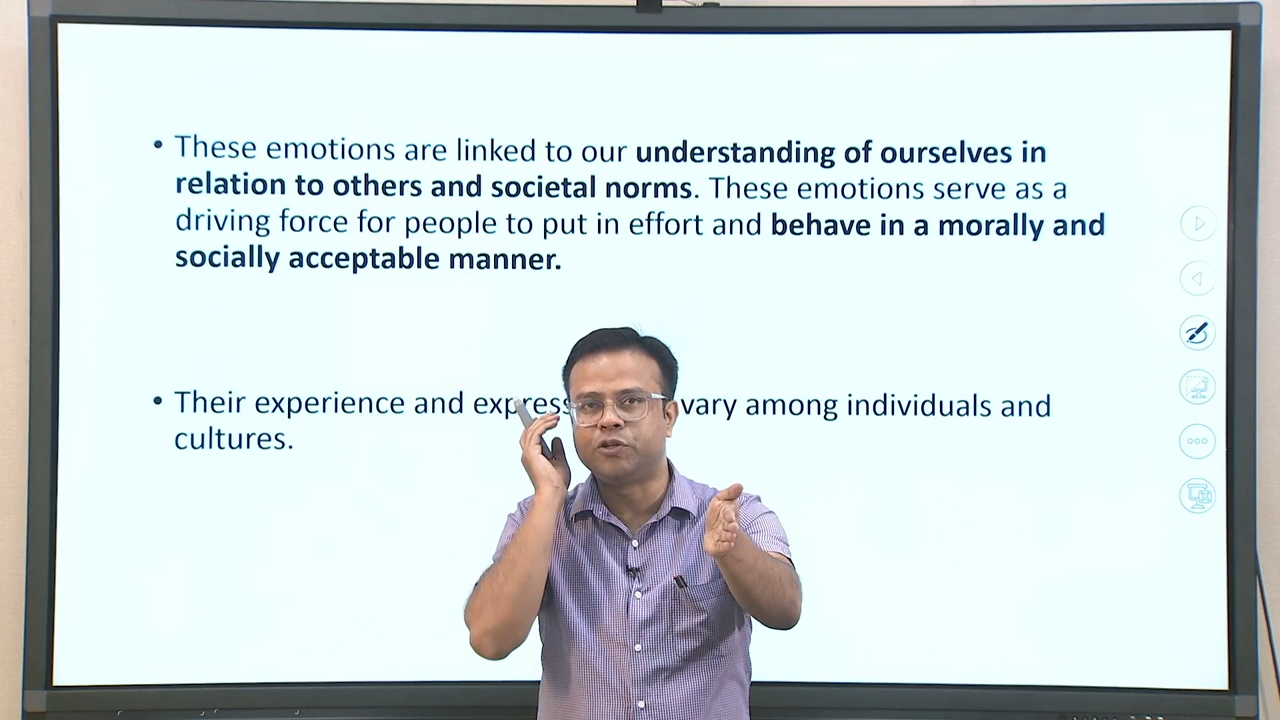 • These emotions are linked to our understanding of ourselves in
relation to others and societal norms. These emotions serve as a
driving force for people to put in effort and behave in a morally and
socially acceptable manner.
• Their experience and vary among individuals and
cultures.